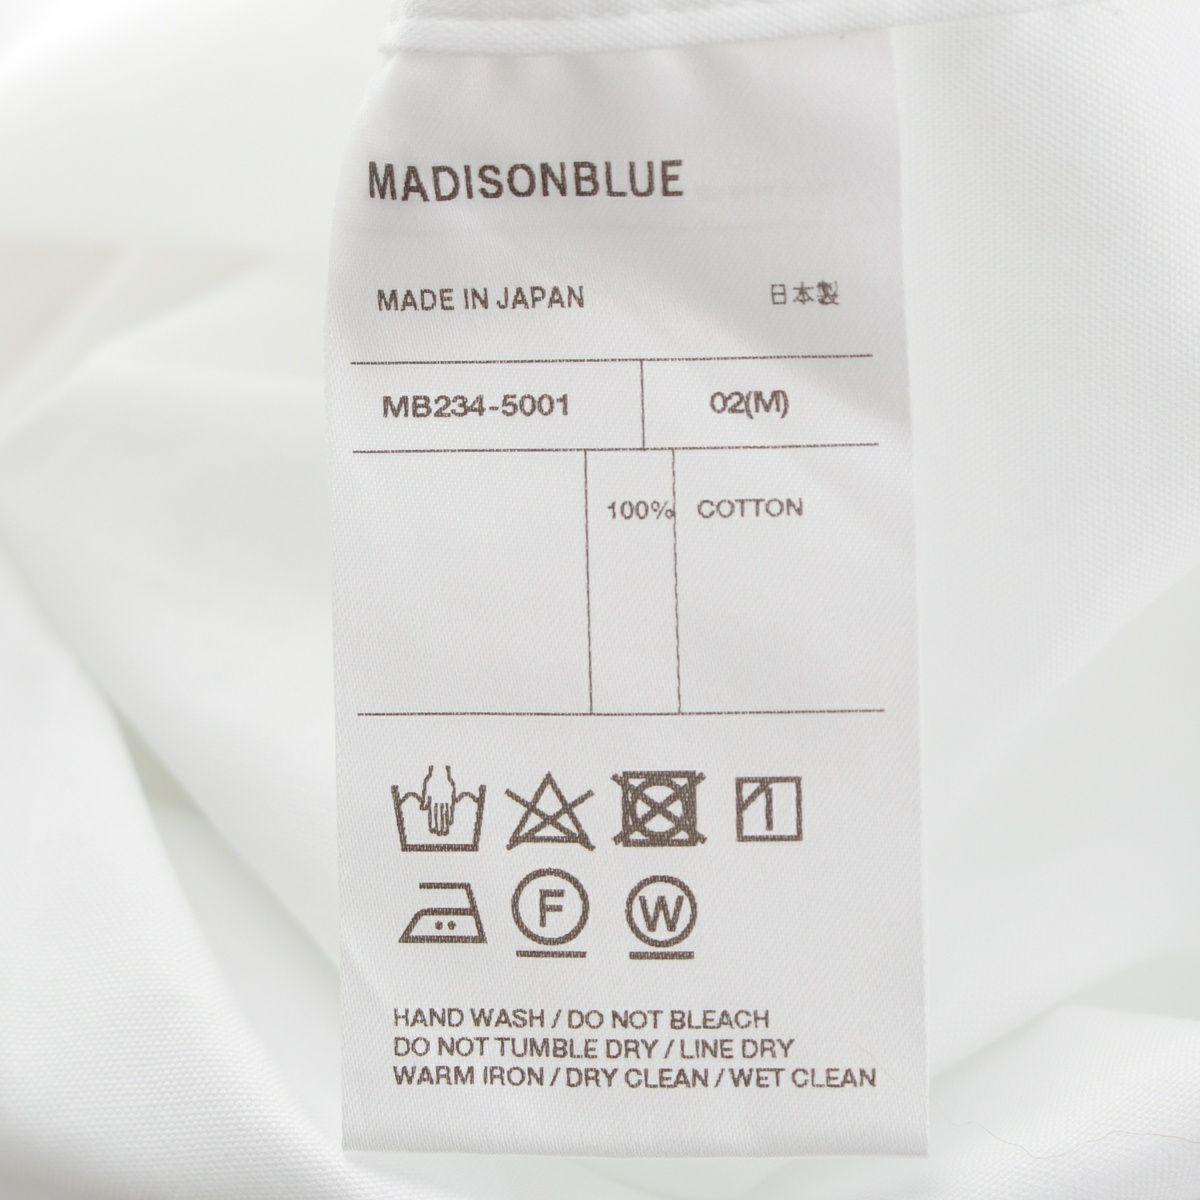 MADISONBLUE
MADE IN JAPAN 日本製
MB234-5001 02(M)
100% COTTON
F W
HAND WASH / DO NOT BLEACH
DO NOT TUMBLE DRY / LINE DRY
WARM IRON / DRY CLEAN / WET CLEAN